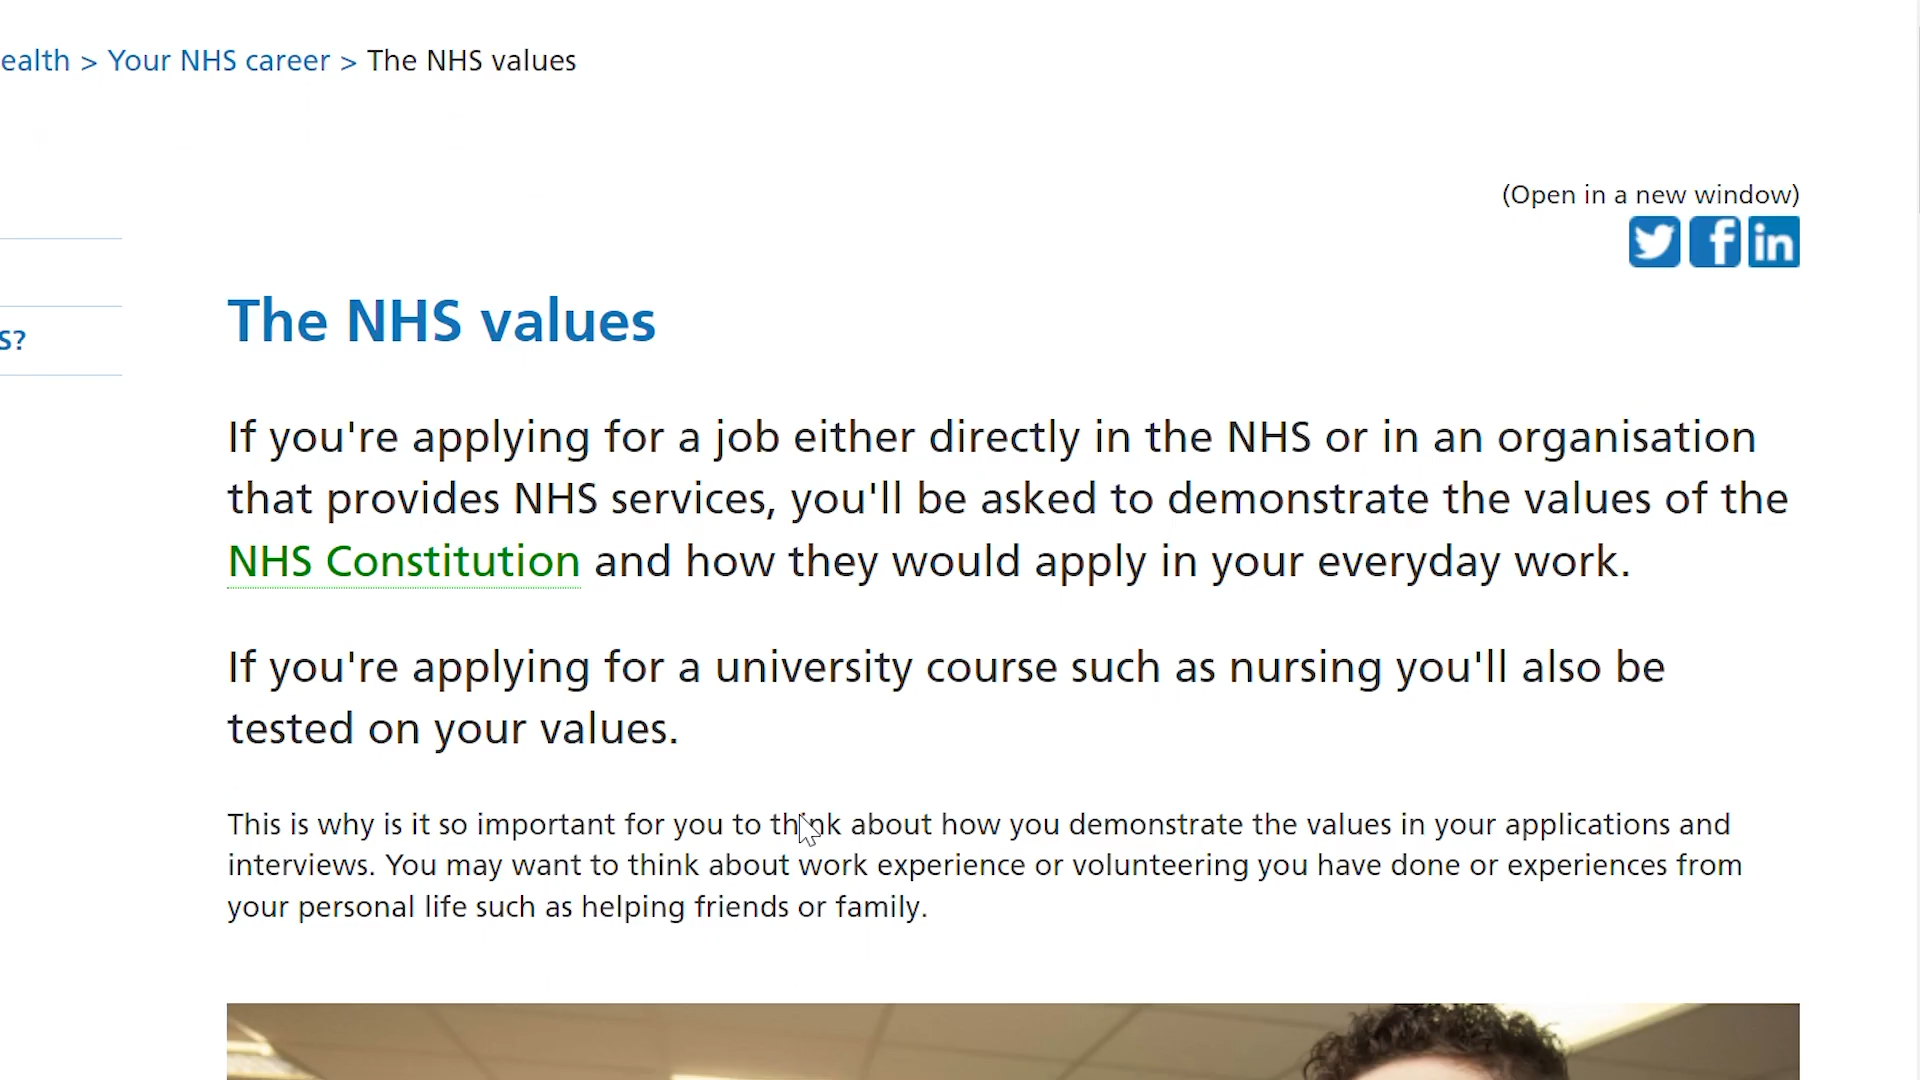 ealth > Your NHS career > The NHS values
(Open in a new window)
S?
The NHS values
If you're applying for a job either directly in the NHS or in an organisation
that provides NHS services, you'll be asked to demonstrate the values of the
NHS Constitution and how they would apply in your everyday work.
If you're applying for a university course such as nursing you'll also be
tested on your values.
This is why is it so important for you to think about how you demonstrate the values in your applications and
interviews. You may want to think about work experience or volunteering you have done or experiences from
your personal life such as helping friends or family.